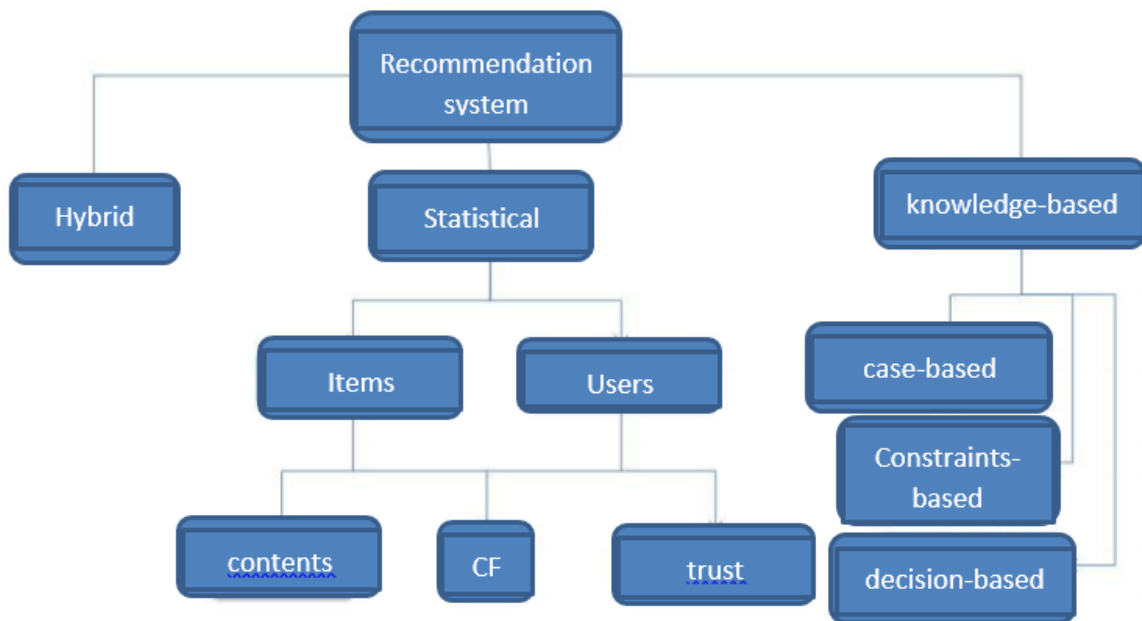 Recommendation
system
Hybrid
Statistical
knowledge-based
Items
Users
case-based
Constraints-
based
contents
CF
trust
decision-based